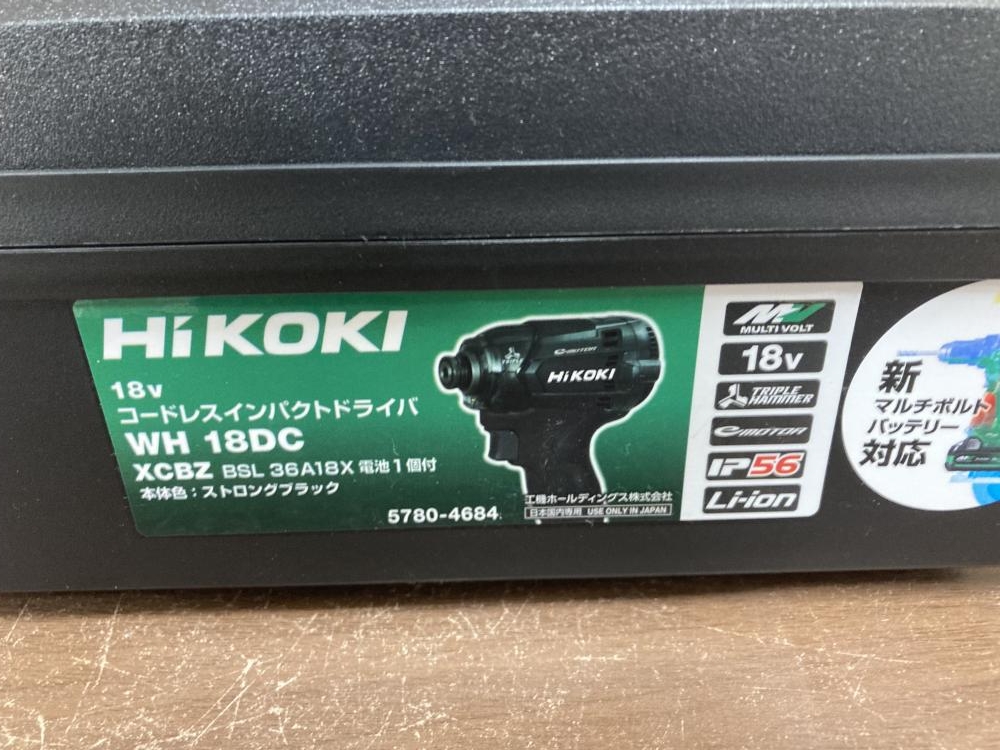 HiKOKI
18v
コードレスインパクトドライバ
WH 18DC
XCBZ BSL 36A18X 電池1個付
本体色：ストロングブラック
5780-4684
e-MOTOR
TRIPLE
HiKOKI
工機ホールディングス株式会社
日本国内専用 USE ONLY IN JAPAN
MV
MULTI VOLT
18v
TRIPLE
HAMMER
e-MOTOR
IP56
Li-ion
新
マルチボルト
バッテリー
対応